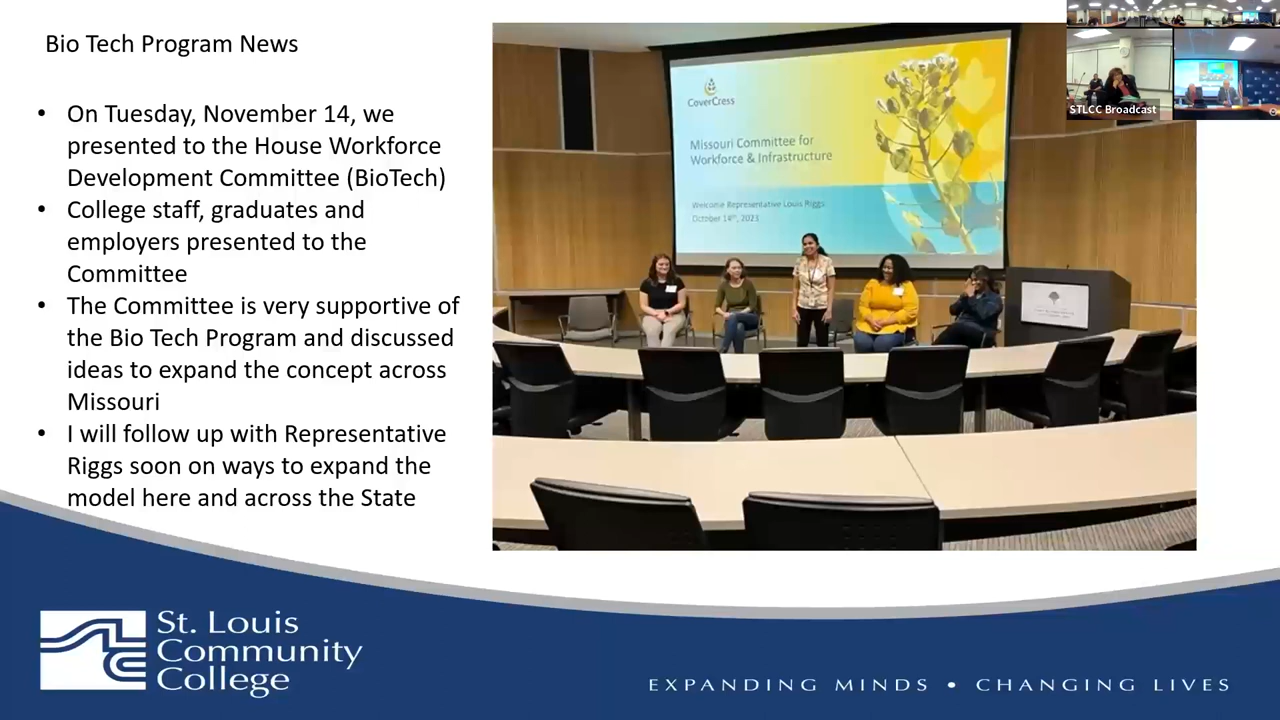 Bio Tech Program News
• On Tuesday, November 14, we
presented to the House Workforce
Development Committee (BioTech)
• College staff, graduates and
employers presented to the
Committee
• The Committee is very supportive of
the Bio Tech Program and discussed
ideas to expand the concept across
Missouri
• I will follow up with Representative
Riggs soon on ways to expand the
model here and across the State
CoverCress
Missouri Committee for
Workforce & Infrastructure
Welcome Representative Louis Riggs
October 14th, 2023
STLCC Broadcast
St. Louis
Community
College
EXPANDING MINDS • CHANGING LIVES